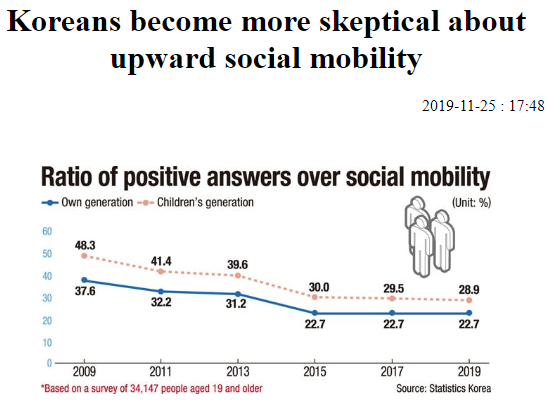 Koreans become more skeptical about
upward social mobility
2019-11-25 : 17:48
Ratio of positive answers over social mobility
Own generation Children's generation (Unit: %)
60
50
40
30
20
10
0
48.3 41.4 39.6 30.0 29.5 28.9
37.6 32.2 31.2 22.7 22.7 22.7
2009 2011 2013 2015 2017 2019
*Based on a survey of 34,147 people aged 19 and older Source: Statistics Korea